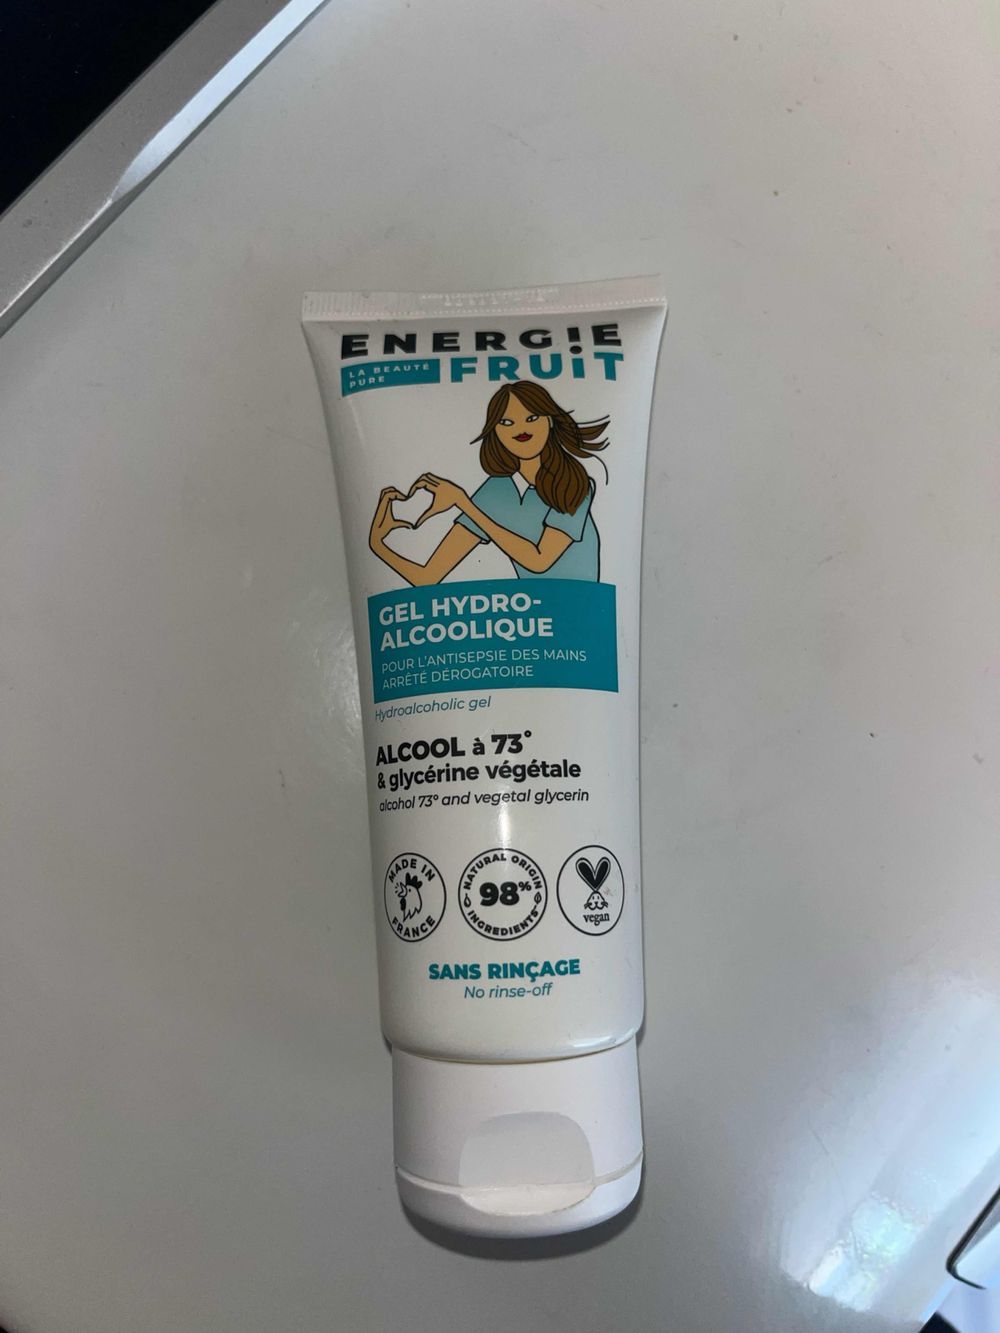 ENERGIE
LA BEAUTÉ
PURE
FRUiT
GEL HYDRO-
ALCOOLIQUE
POUR L'ANTISEPSIE DES MAINS
ARRÊTÉ DÉROGATOIRE
Hydroalcoholic gel
ALCOOL à 73°
& glycérine végétale
alcohol 73° and vegetal glycerin
MADE IN
FRANCE
NATURAL ORIGIN
98%
INGREDIENTS
vegan
SANS RINÇAGE
No rinse-off